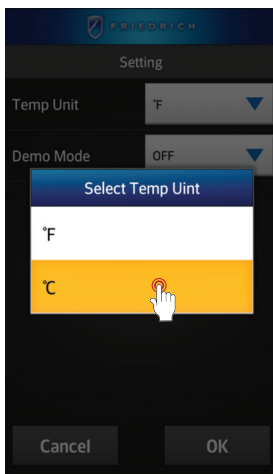 FRIEDRICH
Setting
Temp Unit ℉
Demo Mode OFF
Select Temp Uint
℉
℃
Cancel OK